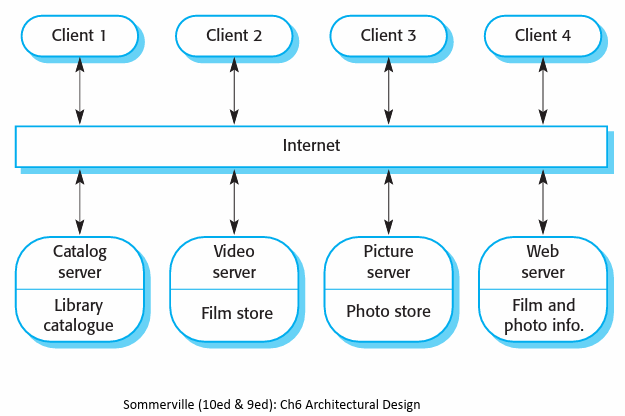 Client 1
Client 2
Client 3
Client 4
Internet
Catalog
server
Library
catalogue
Video
server
Film store
Picture
server
Photo store
Web
server
Film and
photo info.
Sommerville (10ed & 9ed): Ch6 Architectural Design